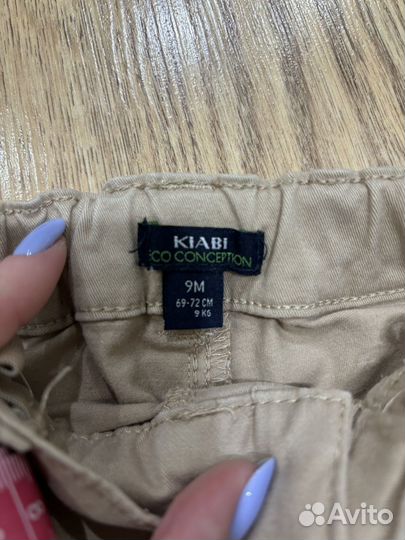 KIABI
ECO CONCEPTION
9M
69-72 CM
9 KG
Avito